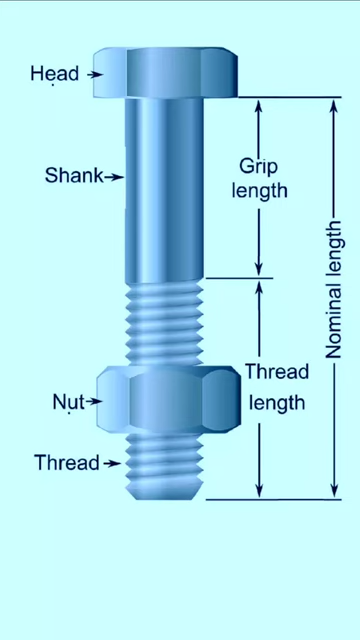 Head
Shank
Grip
length
Nominal length
Thread
length
Nut
Thread